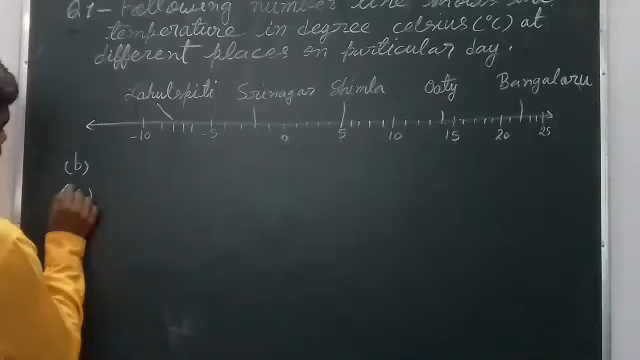 Q1- Following number line shows the
temperature in degree celsius (°C) at
different places on particular day.
Lahulspiti Srinagar Shimla Ooty Bangaluru
-10 -5 0 5 10 15 20 25
(b)